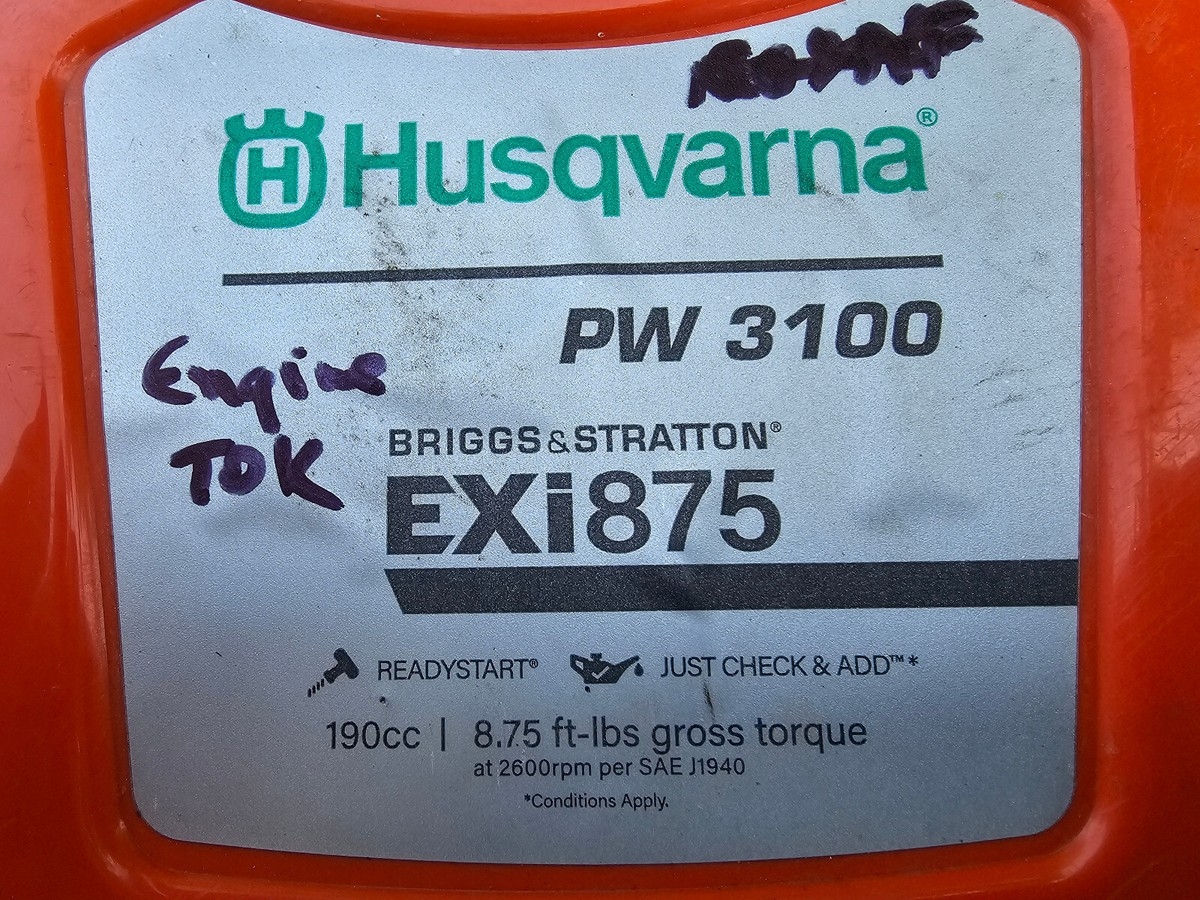 H Husqvarna®
PW 3100
Engine
TOK
BRIGGS&STRATTON®
EXi875
READYSTART® JUST CHECK & ADD™*
190cc | 8.75 ft-lbs gross torque
at 2600rpm per SAE J1940
*Conditions Apply.